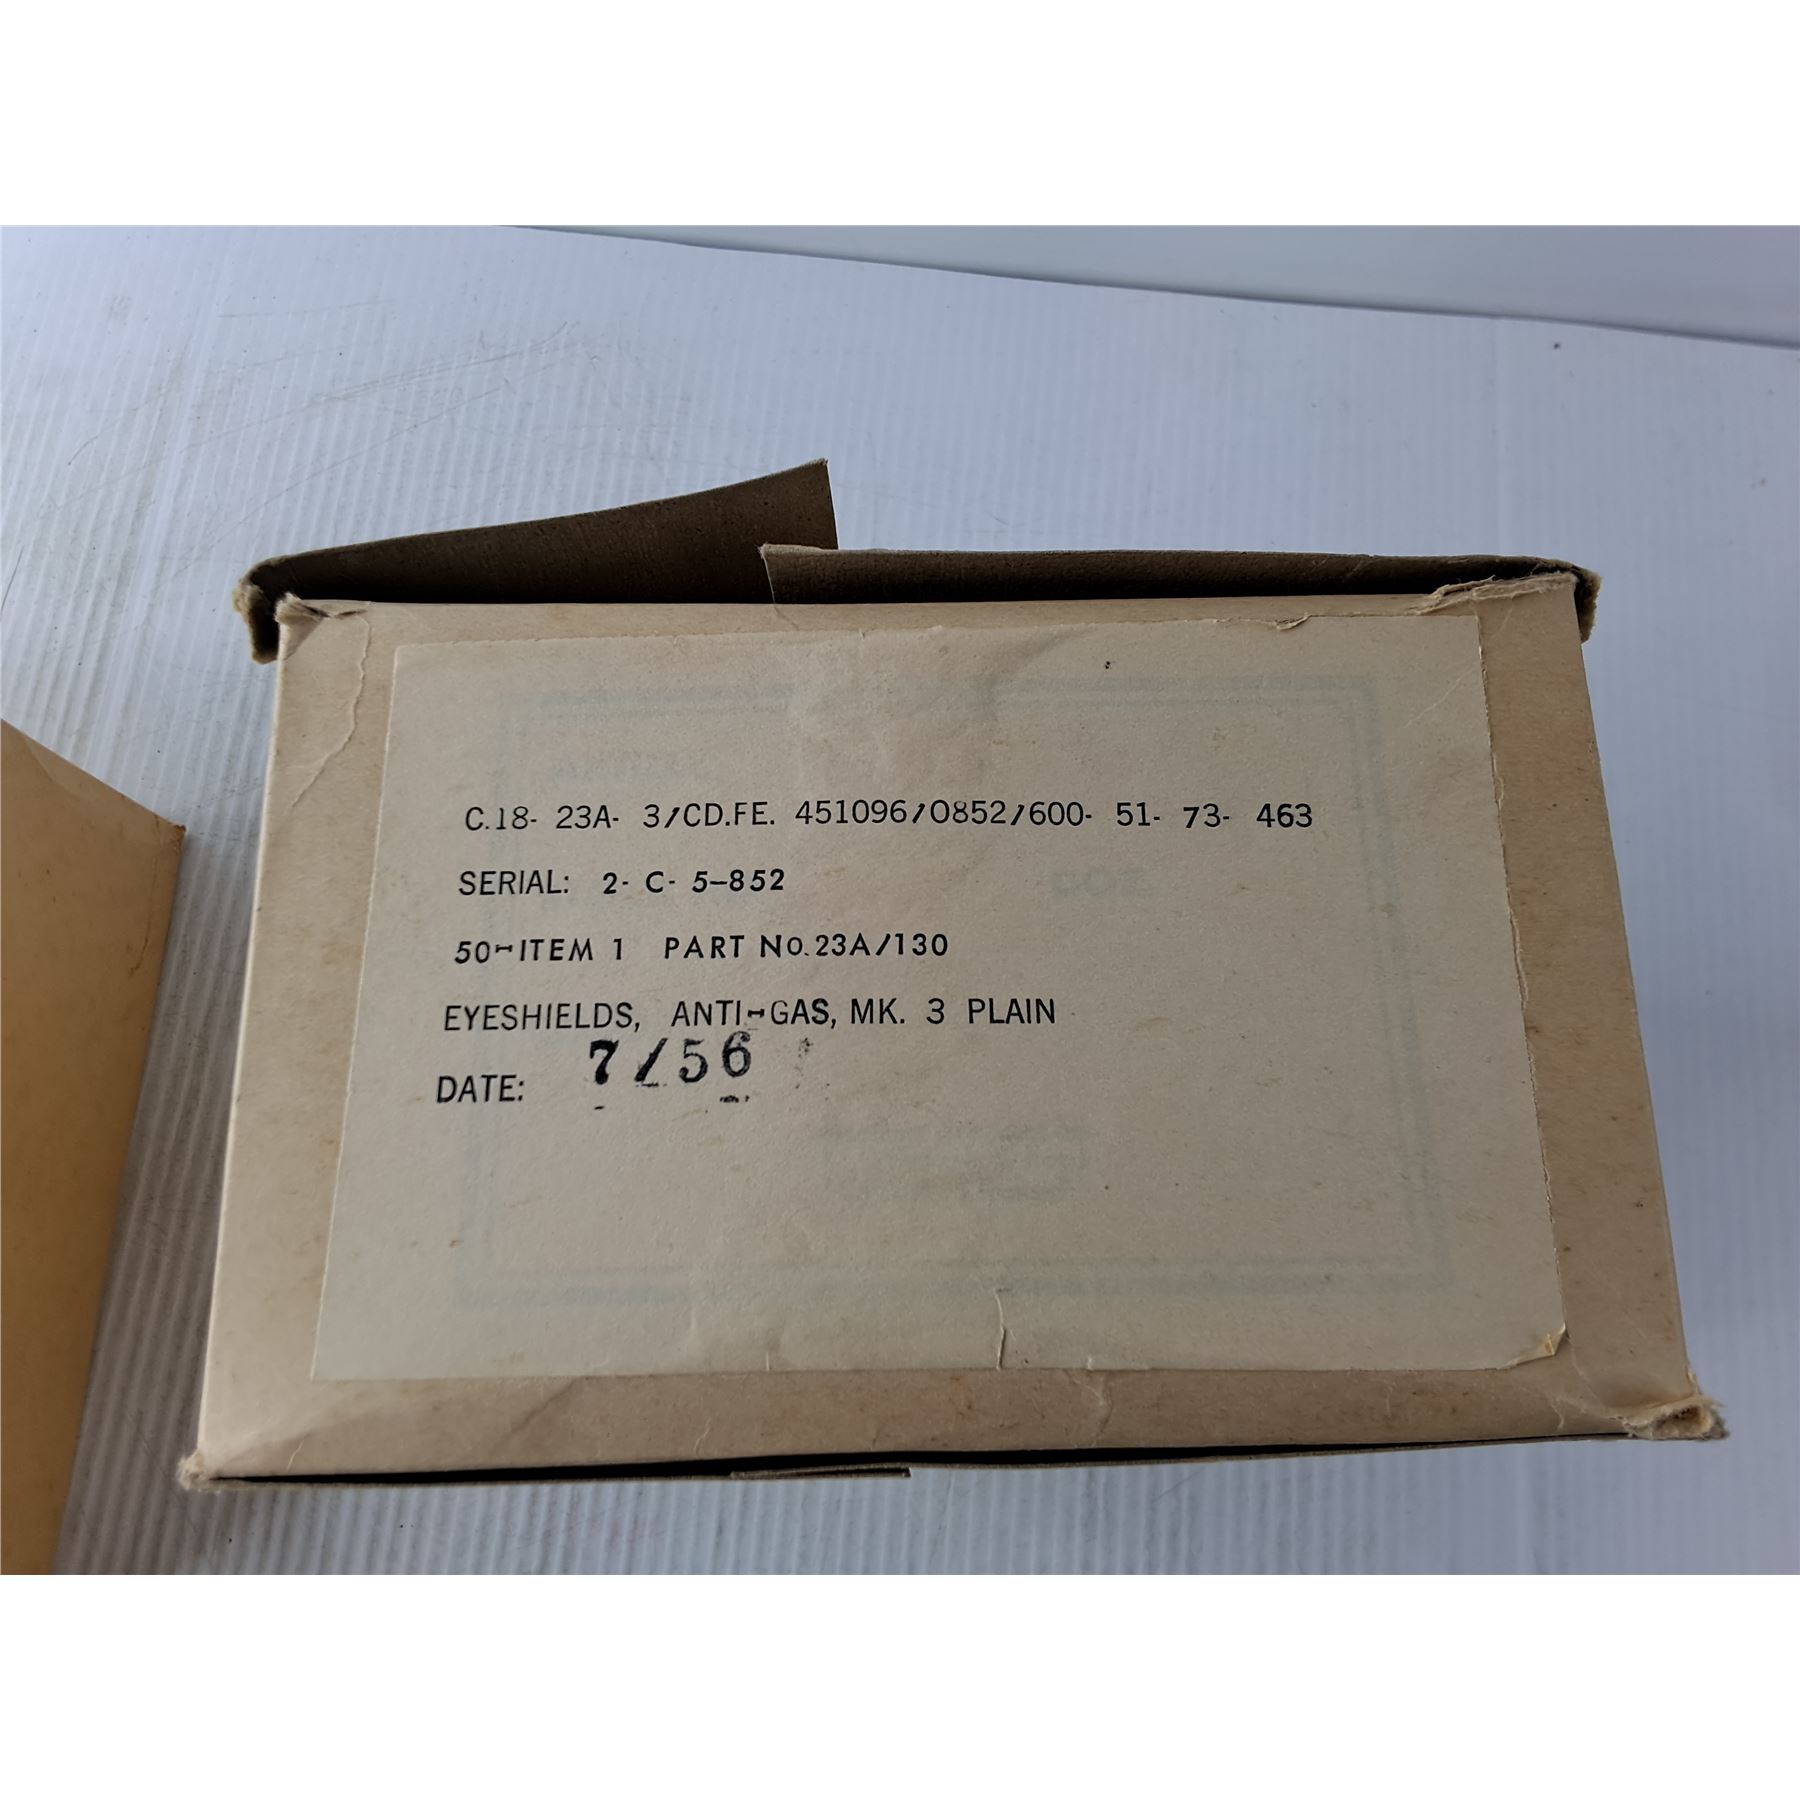 C.18- 23A- 3/CD.FE. 451096/0852/600- 51- 73- 463
SERIAL: 2- C- 5-852
50-ITEM 1 PART No. 23A/130
EYESHIELDS, ANTI-GAS, MK. 3 PLAIN
DATE: 7/56